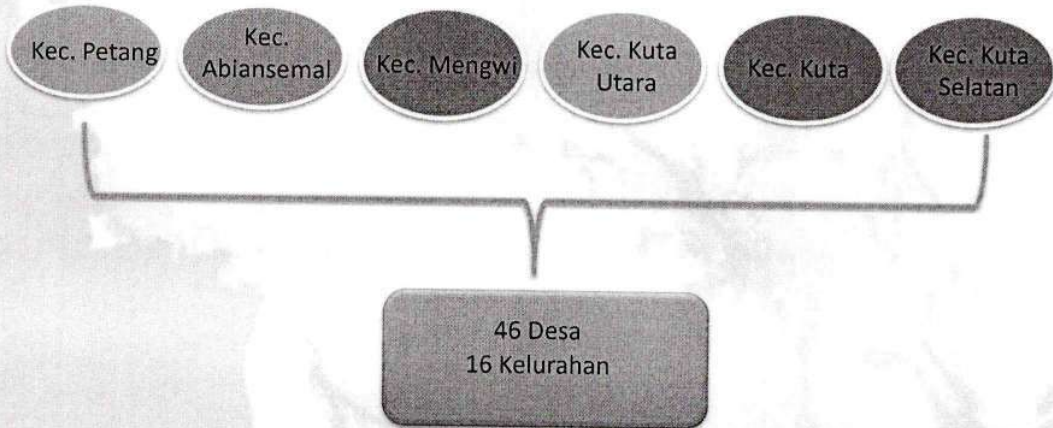 Kec. Petang
Kec.
Abiansemal
Kec. Mengwi
Kec. Kuta
Utara
Kec. Kuta
Kec. Kuta
Selatan
46 Desa
16 Kelurahan